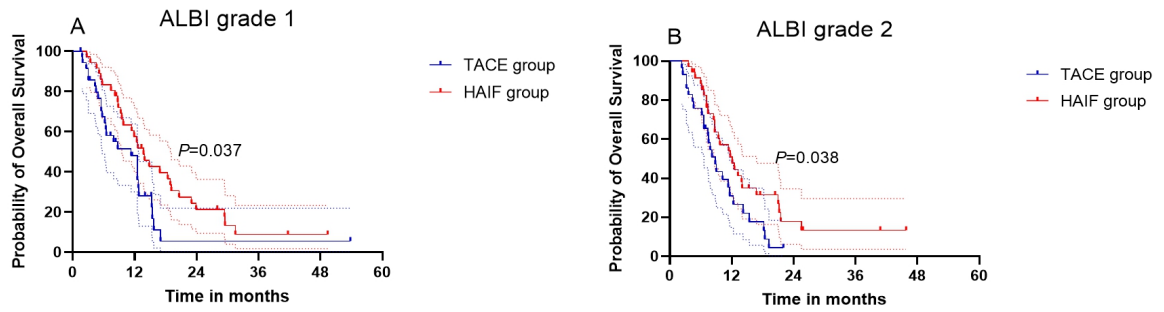 A
ALBI grade 1
Probability of Overall Survival
100
80
60
40
20
0
0 12 24 36 48 60
Time in months
P=0.037
TACE group
HAIF group
B
ALBI grade 2
Probability of Overall Survival
100
80
60
40
20
0
0 12 24 36 48 60
Time in months
P=0.038
TACE group
HAIF group